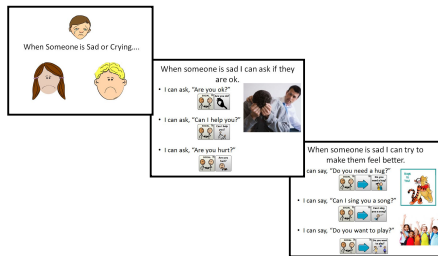 When Someone is Sad or Crying....
When someone is sad I can ask if they
are ok.
• I can ask, "Are you ok?"
• I can ask, "Can I help you?"
• I can ask, "Are you hurt?"
When someone is sad I can try to
make them feel better.
can say, "Do you need a hug?"
• I can say, "Can I sing you a song?"
• I can say, "Do you want to play?"